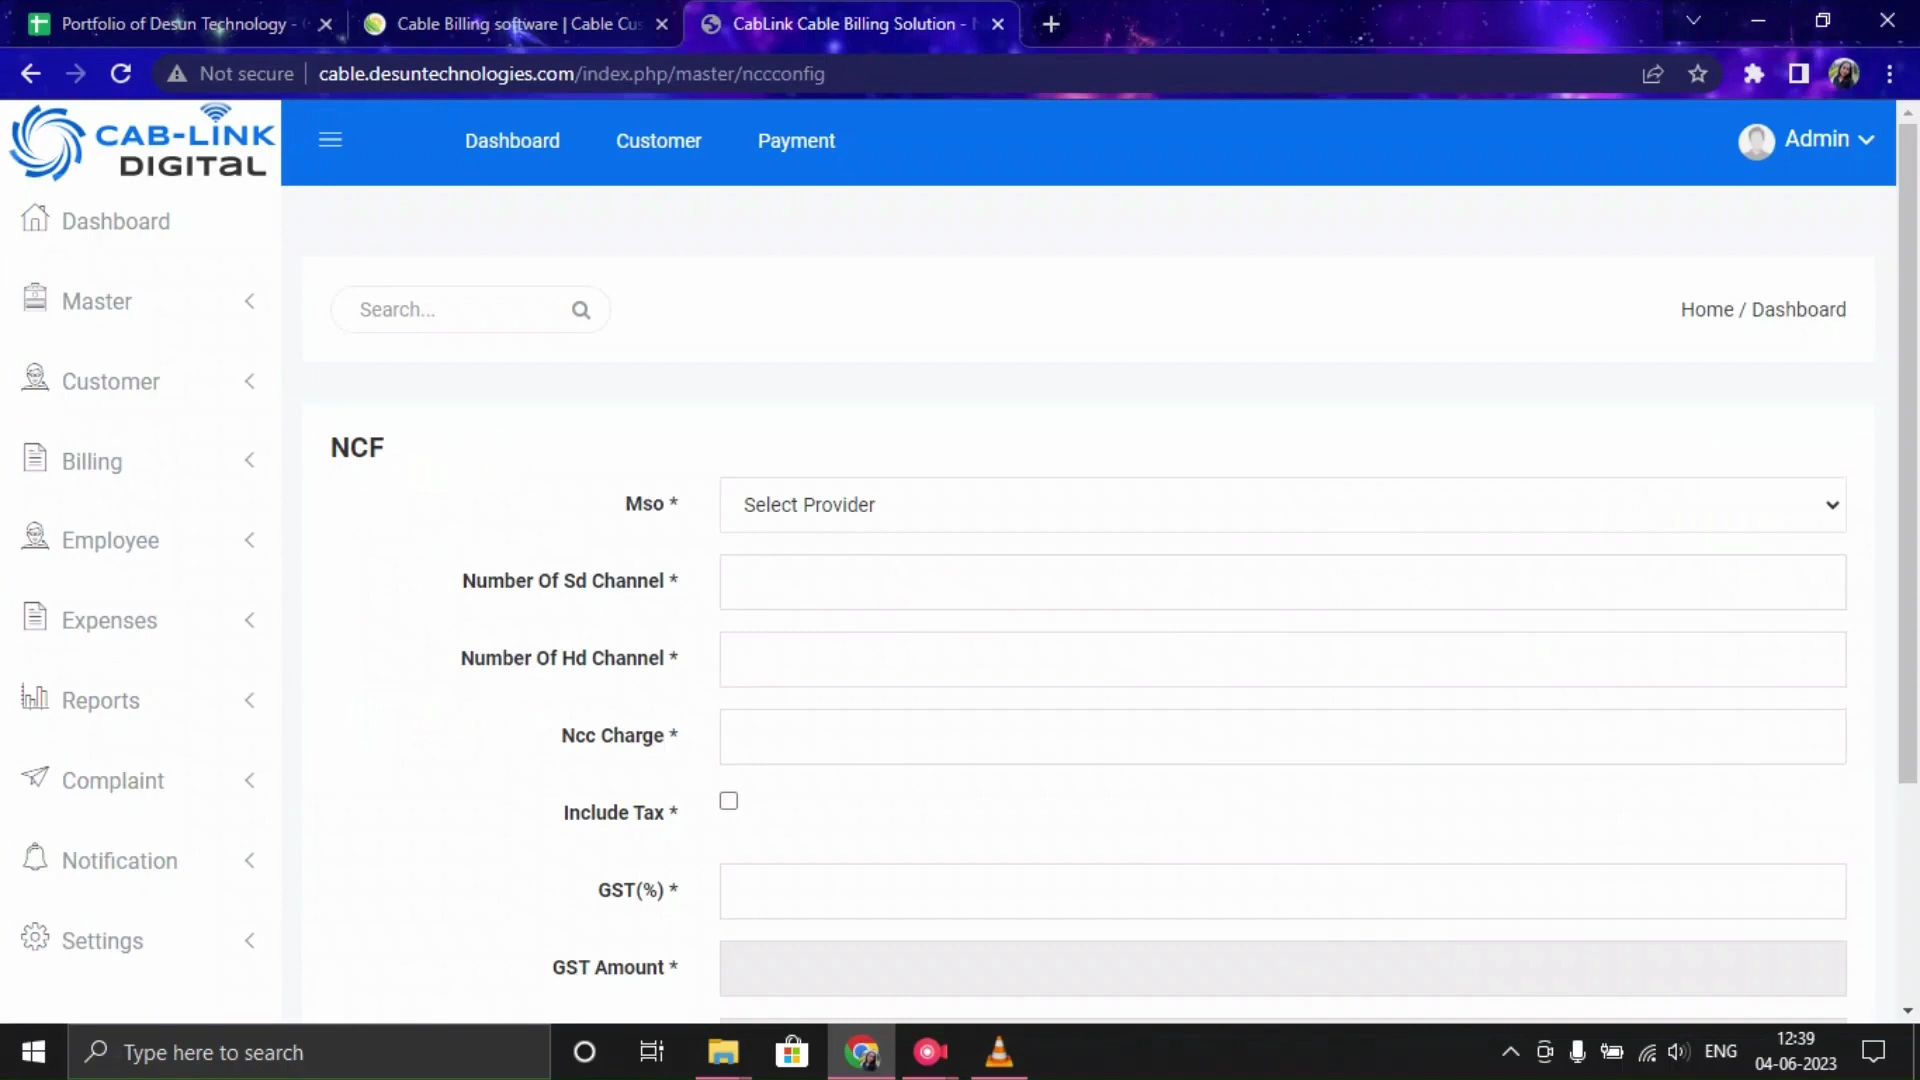 Portfolio of Desun Technology -
Cable Billing software | Cable Cus
CabLink Cable Billing Solution -
Not secure
cable.desuntechnologies.com/index.php/master/nccconfig
CAB-LINK
DIGITAL
Dashboard
Customer
Payment
Admin
Dashboard
Master
Customer
Billing
Employee
Expenses
Reports
Complaint
Notification
Settings
Search...
Home / Dashboard
NCF
Mso *
Select Provider
Number Of Sd Channel *
Number Of Hd Channel *
Ncc Charge *
Include Tax *
GST(%) *
GST Amount *
Type here to search
ENG
12:39
04-06-2023